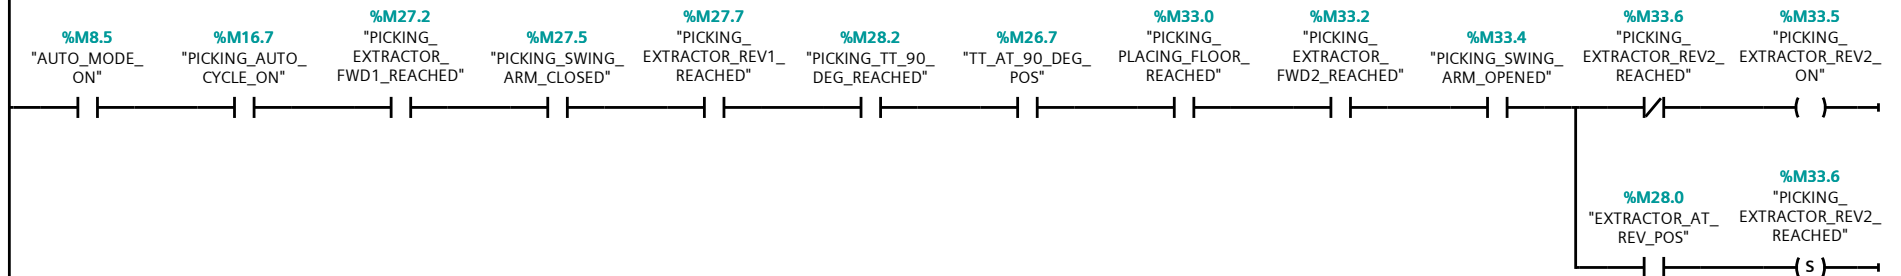 %M8.5
"AUTO_MODE_
ON"
%M16.7
"PICKING_AUTO_
CYCLE_ON"
%M27.2
"PICKING_
EXTRACTOR_
FWD1_REACHED"
%M27.5
"PICKING_SWING_
ARM_CLOSED"
%M27.7
"PICKING_
EXTRACTOR_REV1_
REACHED"
%M28.2
"PICKING_TT_90_
DEG_REACHED"
%M26.7
"TT_AT_90_DEG_
POS"
%M33.0
"PICKING_
PLACING_FLOOR_
REACHED"
%M33.2
"PICKING_
EXTRACTOR_
FWD2_REACHED"
%M33.4
"PICKING_SWING_
ARM_OPENED"
%M33.6
"PICKING_
EXTRACTOR_REV2_
REACHED"
%M33.5
"PICKING_
EXTRACTOR_REV2_
ON"
%M28.0
"EXTRACTOR_AT_
REV_POS"
%M33.6
"PICKING_
EXTRACTOR_REV2_
REACHED"
S